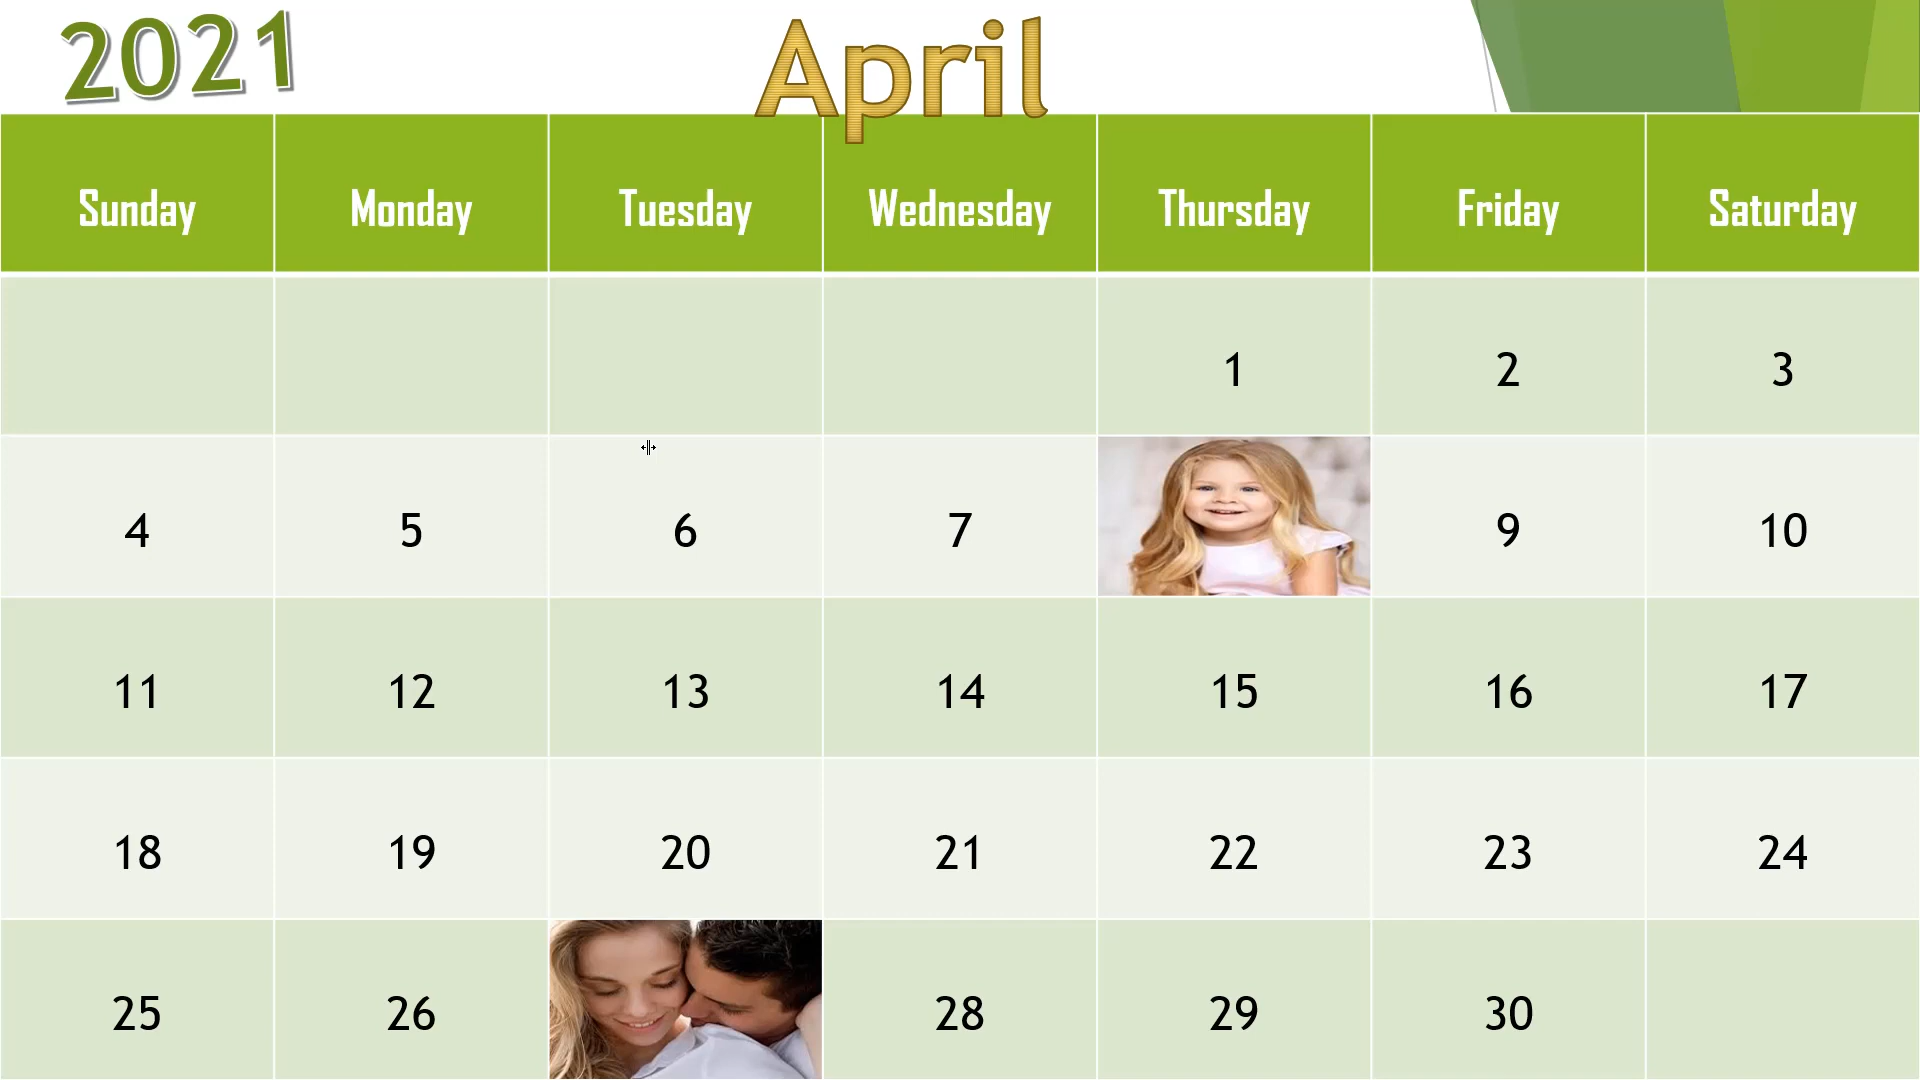 2021 April
Sunday Monday Tuesday Wednesday Thursday Friday Saturday
1 2 3
4 5 6 7 9 10
11 12 13 14 15 16 17
18 19 20 21 22 23 24
25 26 28 29 30